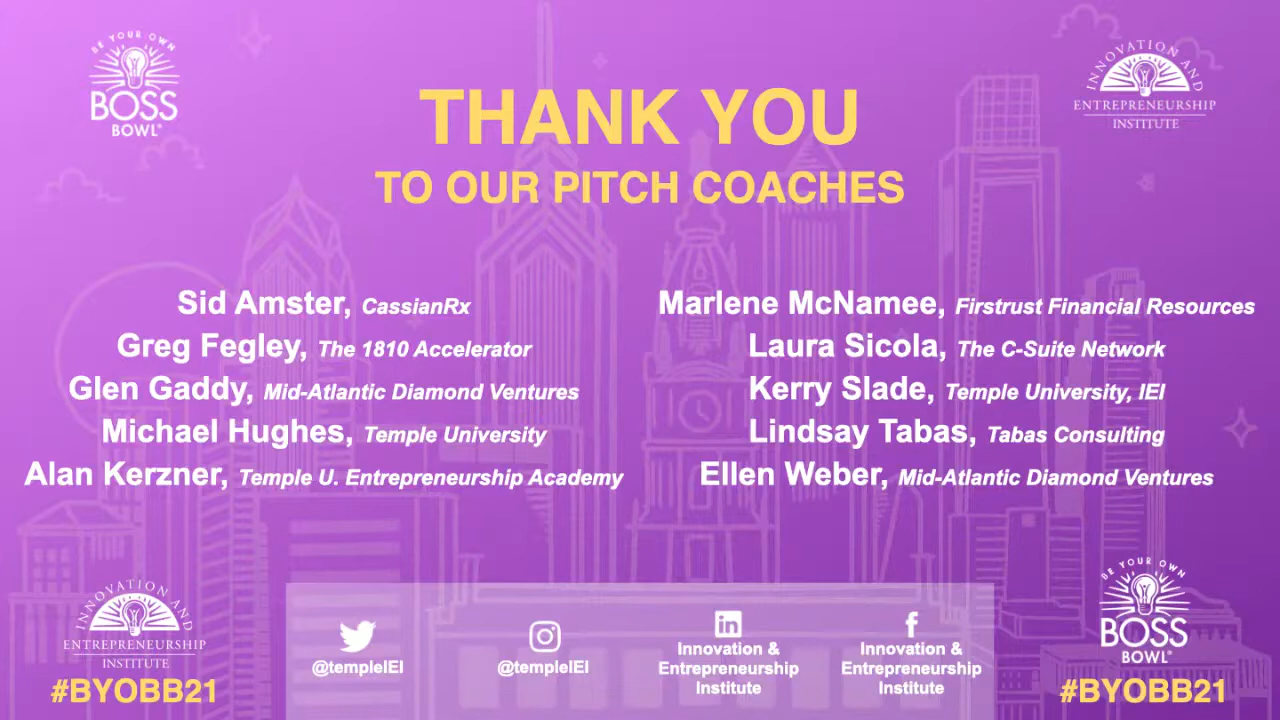 BE YOUR OWN
BOSS
BOWL®
INNOVATION AND
ENTREPRENEURSHIP
INSTITUTE
THANK YOU
TO OUR PITCH COACHES
Sid Amster, CassianRx
Greg Fegley, The 1810 Accelerator
Glen Gaddy, Mid-Atlantic Diamond Ventures
Michael Hughes, Temple University
Alan Kerzner, Temple U. Entrepreneurship Academy
Marlene McNamee, Firstrust Financial Resources
Laura Sicola, The C-Suite Network
Kerry Slade, Temple University, IEI
Lindsay Tabas, Tabas Consulting
Ellen Weber, Mid-Atlantic Diamond Ventures
INNOVATION AND
ENTREPRENEURSHIP
INSTITUTE
#BYOBB21
@templeIEI
@templeIEI
in
Innovation &
Entrepreneurship
Institute
f
Innovation &
Entrepreneurship
Institute
BE YOUR OWN
BOSS
BOWL®
#BYOBB21